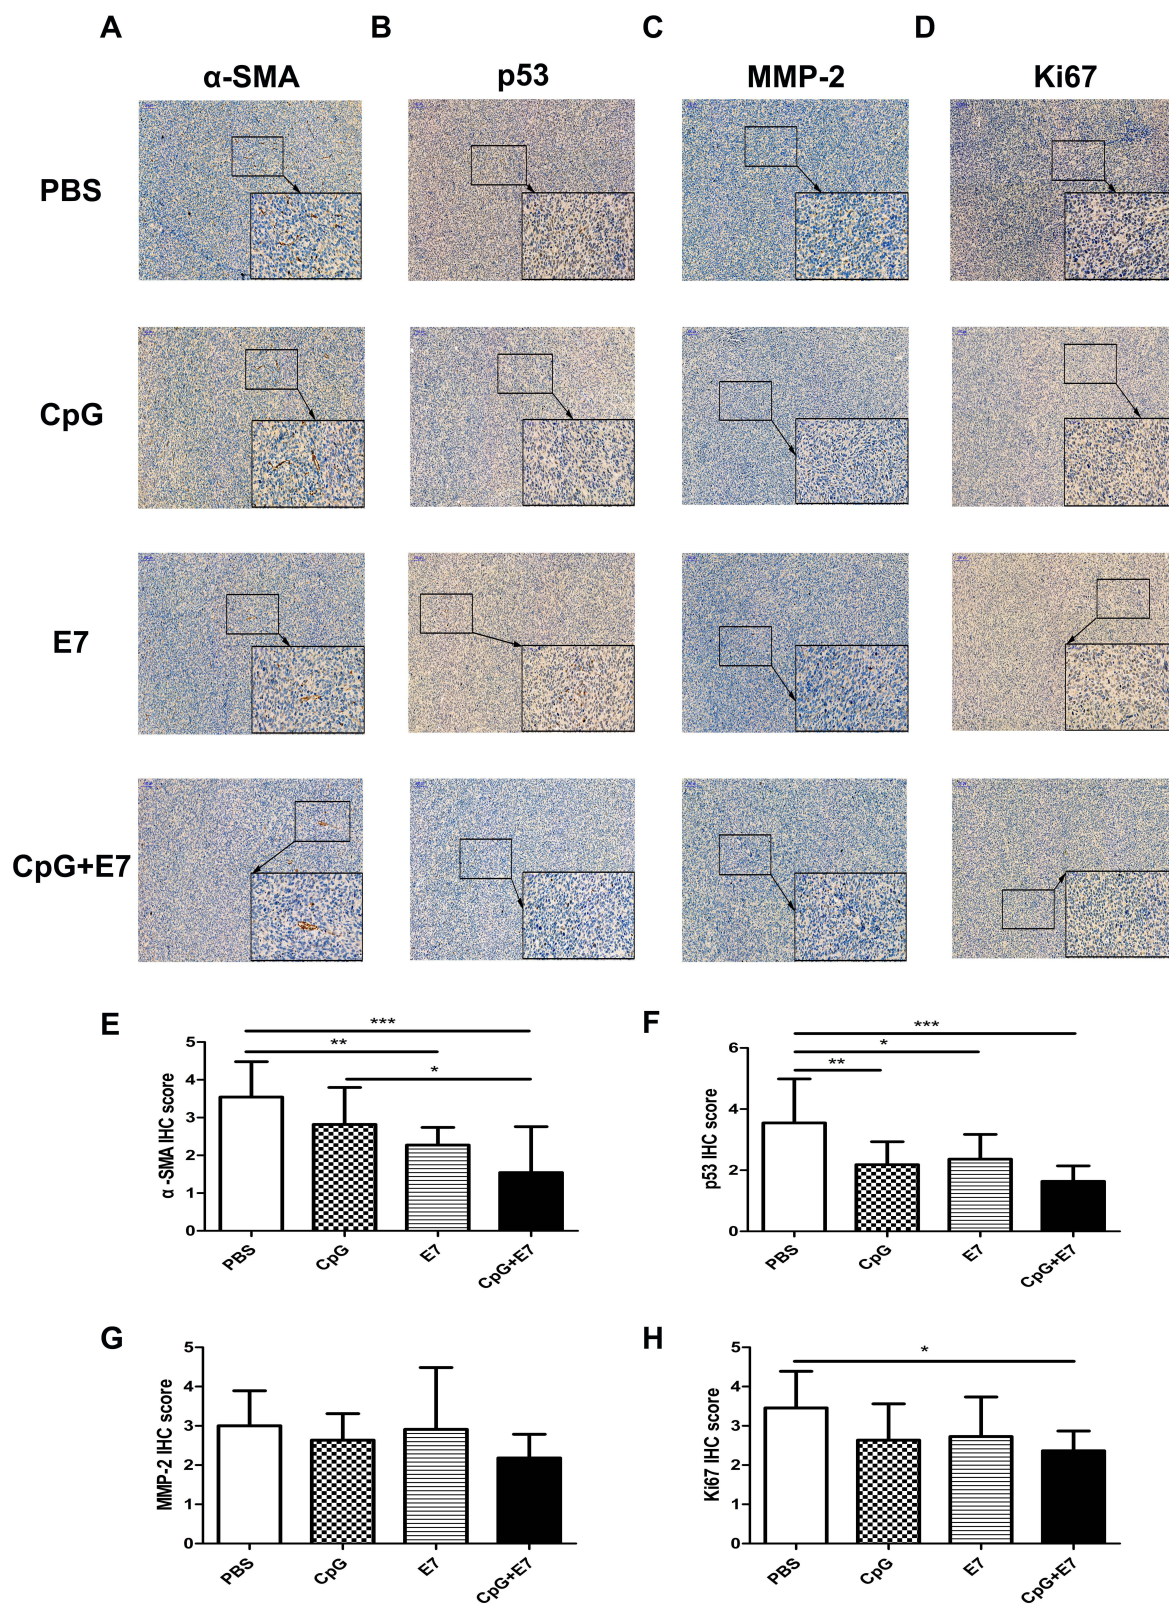 A B C D
α-SMA p53 MMP-2 Ki67
PBS
CpG
E7
CpG+E7
E
*** 
**
*
α -SMA IHC score
5
4
3
2
1
0
PBS CpG E7 CpG+E7
F
***
*
**
p53 IHC score
6
4
2
0
PBS CpG E7 CpG+E7
G
MMP-2 IHC score
5
4
3
2
1
0
PBS CpG E7 CpG+E7
H
*
Ki67 IHC score
5
4
3
2
1
0
PBS CpG E7 CpG+E7